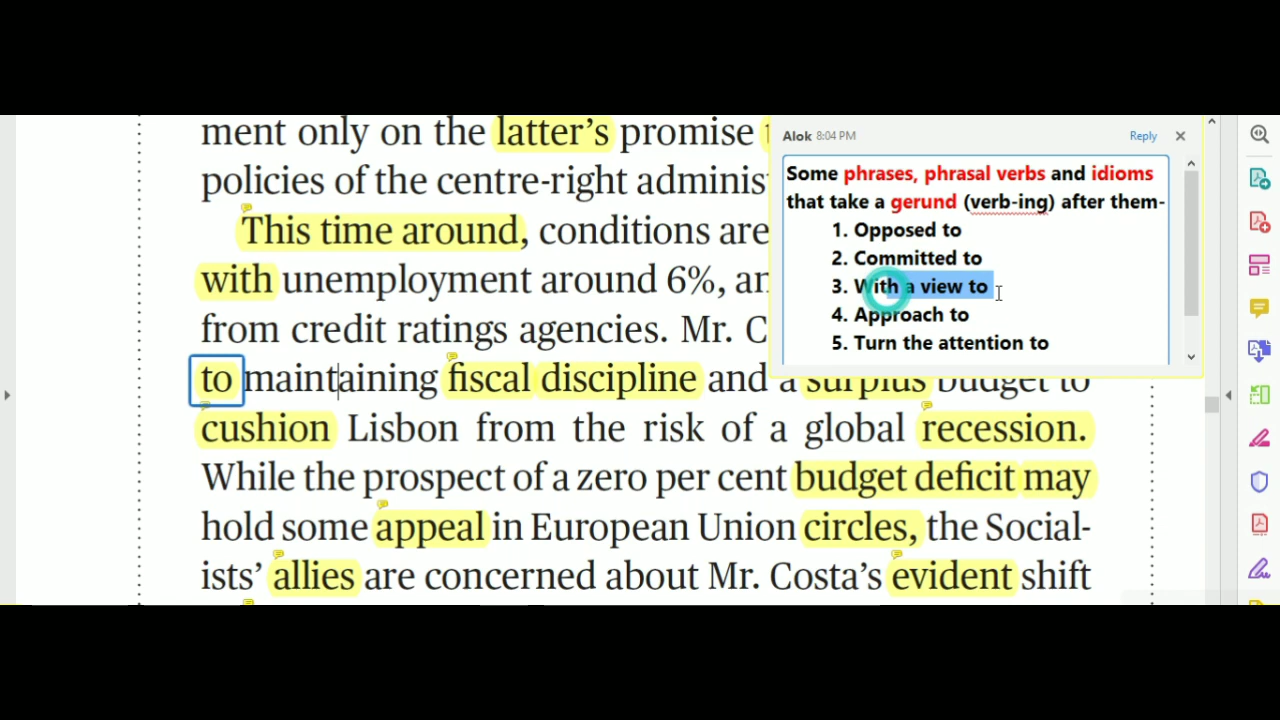 ment only on the latter's promise
policies of the centre-right adminis
This time around, conditions are
with unemployment around 6%, an
from credit ratings agencies. Mr. C
to maintaining fiscal discipline and a surplus budget to
cushion Lisbon from the risk of a global recession.
While the prospect of a zero per cent budget deficit may
hold some appeal in European Union circles, the Social-
ists' allies are concerned about Mr. Costa's evident shift
Alok 8:04 PM
Reply
Some phrases, phrasal verbs and idioms
that take a gerund (verb-ing) after them-
1. Opposed to
2. Committed to
3. With a view to
4. Approach to
5. Turn the attention to